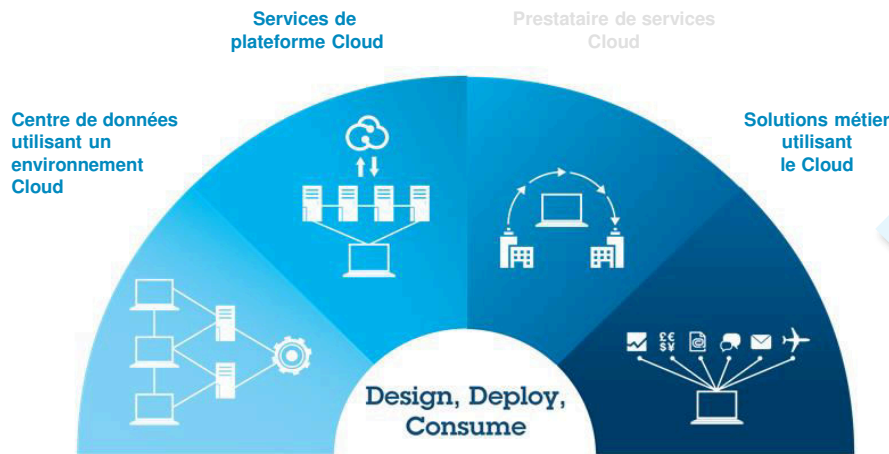 Services de
plateforme Cloud
Prestataire de services
Cloud
Centre de données
utilisant un
environnement
Cloud
Solutions métier
utilisant
le Cloud
£€
$¥
Design, Deploy,
Consume